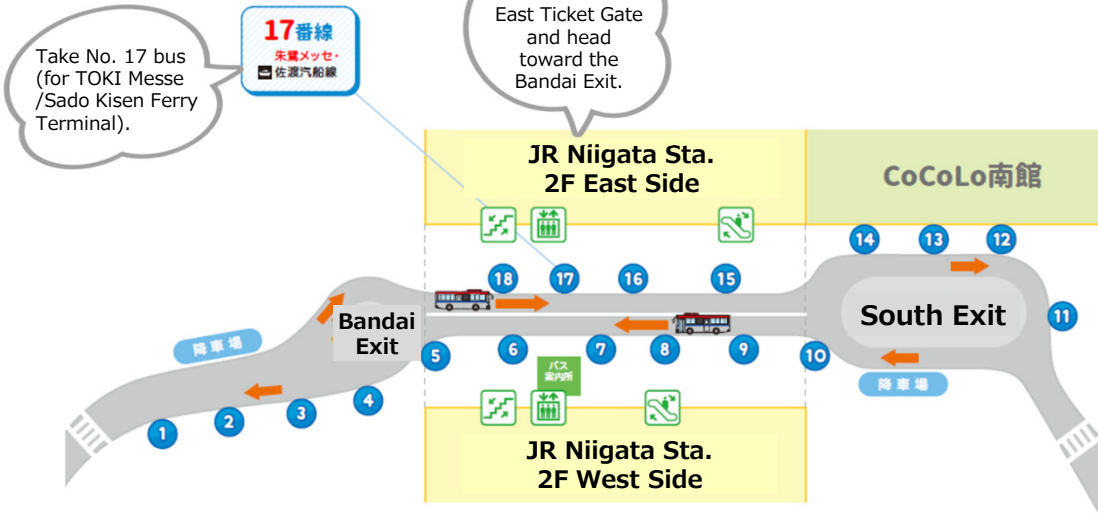 17番線
朱鷺メッセ・
佐渡汽船線
Take No. 17 bus
(for TOKI Messe
/Sado Kisen Ferry
Terminal).
East Ticket Gate
and head
toward the
Bandai Exit.
JR Niigata Sta.
2F East Side
CoCoLo南館
18
17
16
15
14
13
12
11
Bandai
Exit
South Exit
降車場
1
2
3
4
5
6
7
8
9
10
降車場
バス
案内所
JR Niigata Sta.
2F West Side